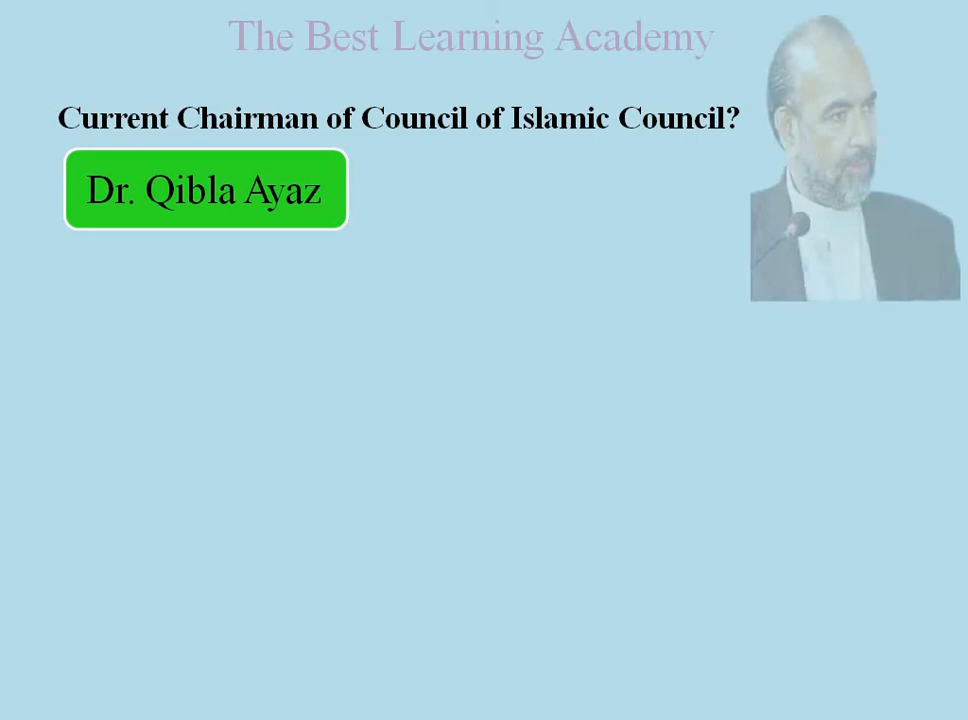 The Best Learning Academy
Current Chairman of Council of Islamic Council?
Dr. Qibla Ayaz